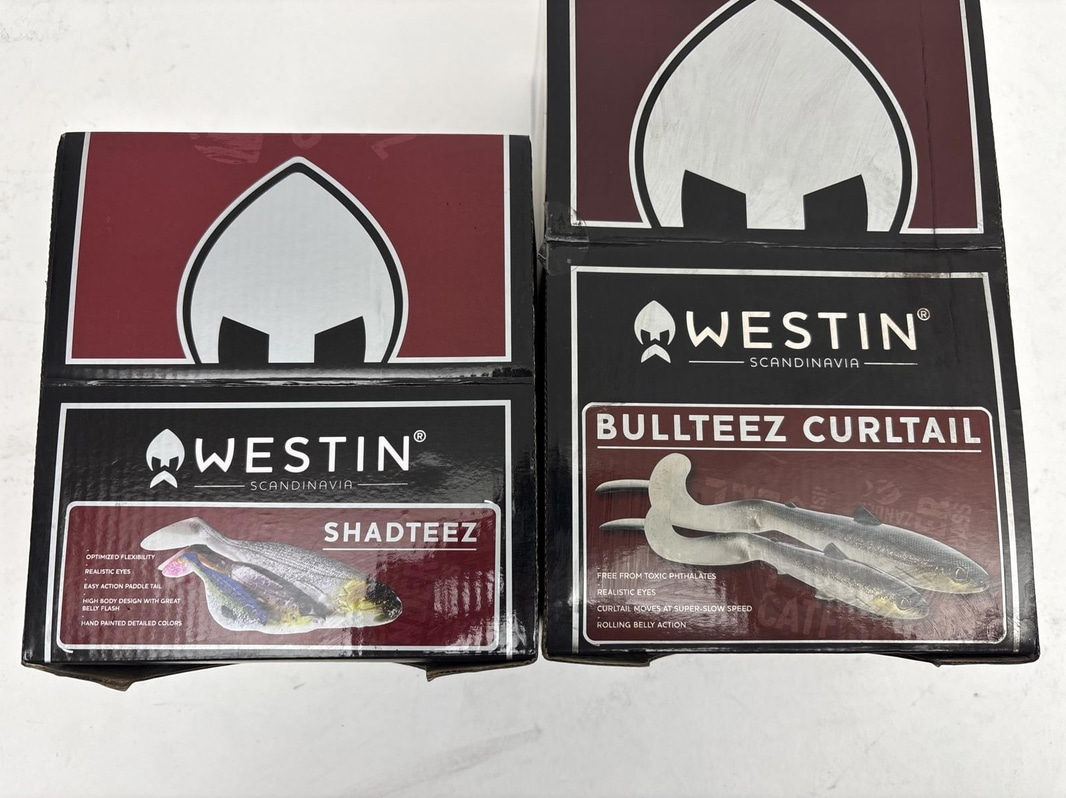 WESTIN®
SCANDINAVIA
SHADTEEZ
OPTIMIZED FLEXIBILITY
REALISTIC EYES
EASY ACTION PADDLE TAIL
HIGH BODY DESIGN WITH GREAT
BELLY FLASH
HAND PAINTED DETAILED COLORS
WESTIN®
SCANDINAVIA
BULLTEEZ CURLTAIL
FREE FROM TOXIC PHTHALATES
REALISTIC EYES
CURLTAIL MOVES AT SUPER-SLOW SPEED
ROLLING BELLY ACTION